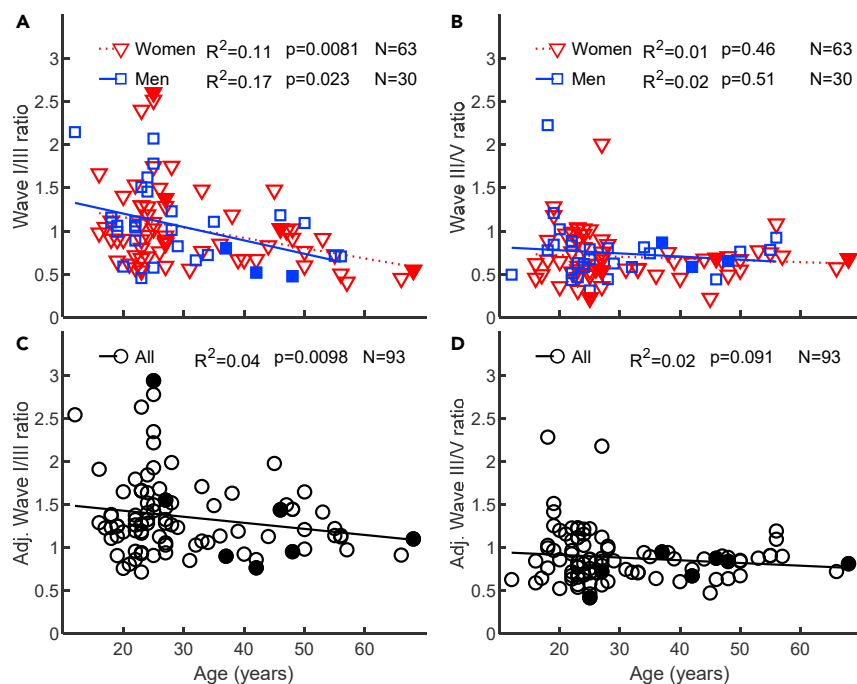 A
Women R²=0.11 p=0.0081 N=63
Men R²=0.17 p=0.023 N=30
Wave I/III ratio
3
2.5
2
1.5
1
0.5
0
B
Women R²=0.01 p=0.46 N=63
Men R²=0.02 p=0.51 N=30
Wave III/V ratio
3
2.5
2
1.5
1
0.5
0
C
All R²=0.04 p=0.0098 N=93
Adj. Wave I/III ratio
3
2.5
2
1.5
1
0.5
0
20 30 40 50 60
Age (years)
D
All R²=0.02 p=0.091 N=93
Adj. Wave III/V ratio
3
2.5
2
1.5
1
0.5
0
20 30 40 50 60
Age (years)